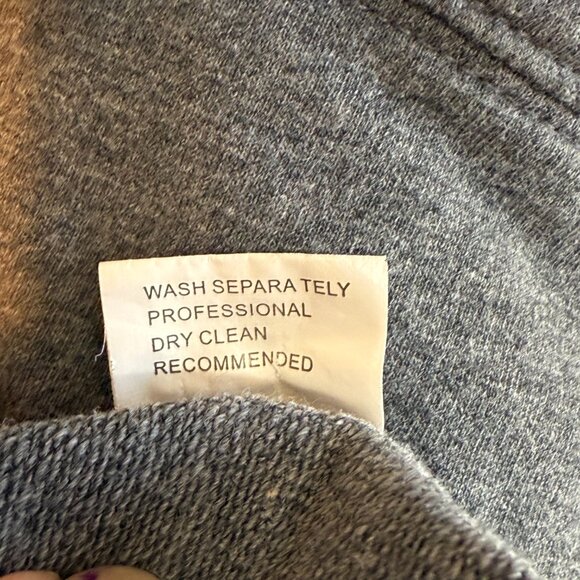 WASH SEPARA TELY
PROFESSIONAL
DRY CLEAN
RECOMMENDED